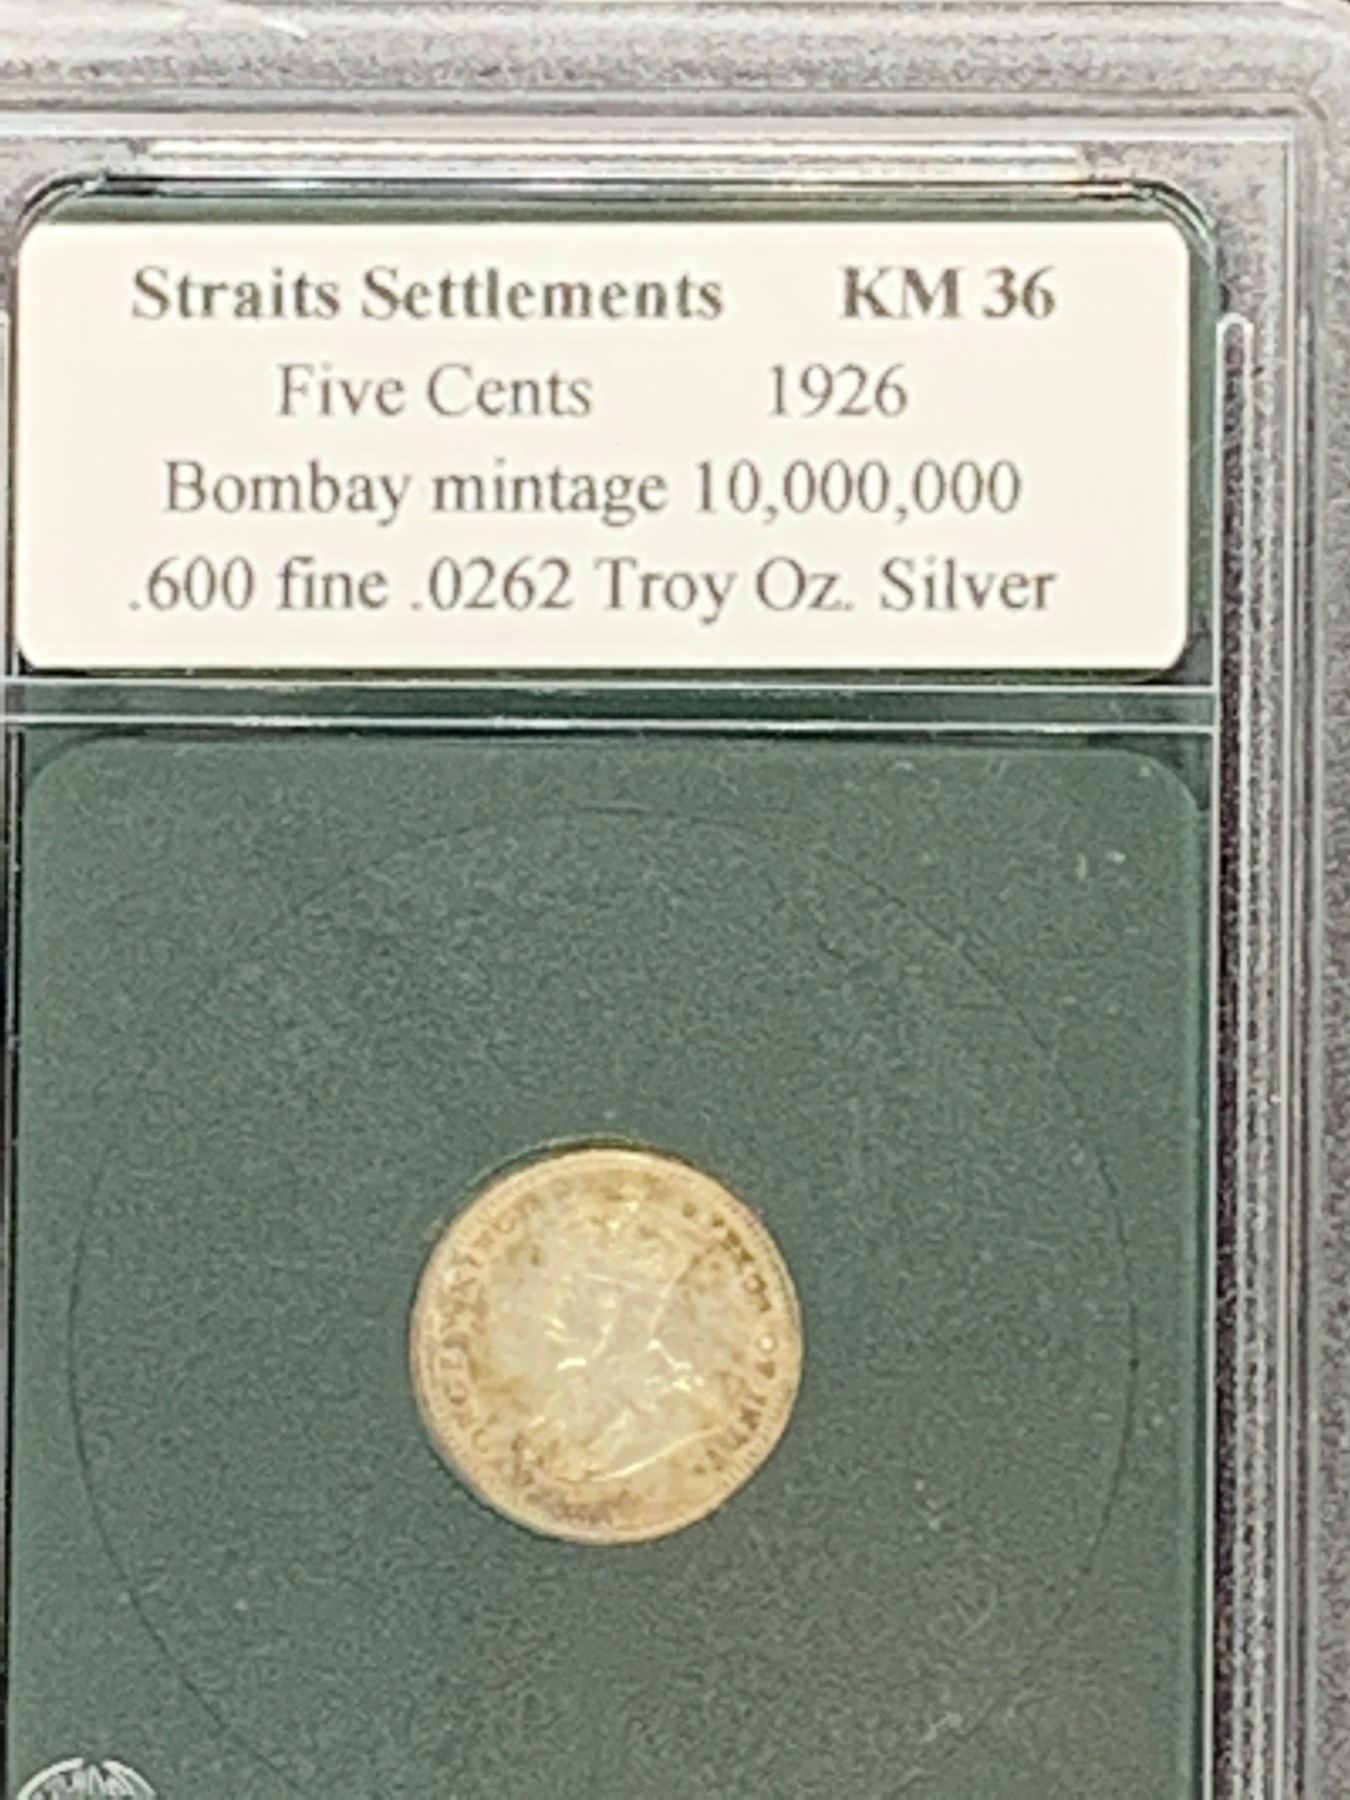 Straits Settlements KM 36
Five Cents 1926
Bombay mintage 10,000,000
.600 fine .0262 Troy Oz. Silver